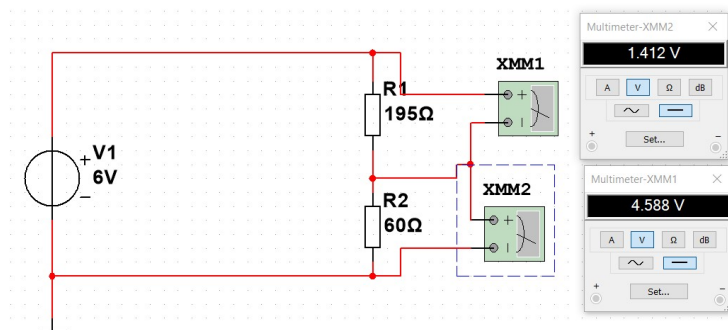 V1
6V
R1
195Ω
R2
60Ω
XMM1
XMM2
Multimeter-XMM2
1.412 V
A V Ω dB
Set...
Multimeter-XMM1
4.588 V
A V Ω dB
Set...